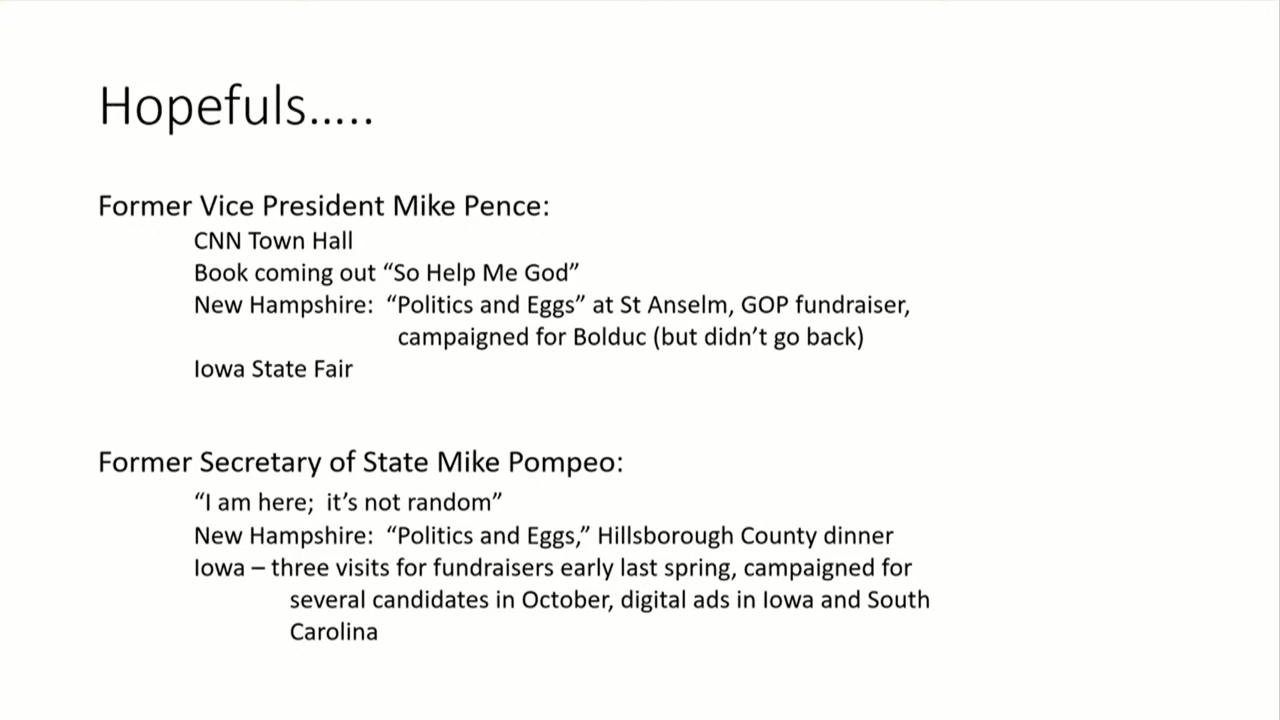 Hopefuls.....
Former Vice President Mike Pence:
CNN Town Hall
Book coming out “So Help Me God”
New Hampshire:  “Politics and Eggs” at St Anselm, GOP fundraiser,
campaigned for Bolduc (but didn’t go back)
Iowa State Fair
Former Secretary of State Mike Pompeo:
“I am here;  it’s not random”
New Hampshire:  “Politics and Eggs,” Hillsborough County dinner
Iowa – three visits for fundraisers early last spring, campaigned for
several candidates in October, digital ads in Iowa and South
Carolina